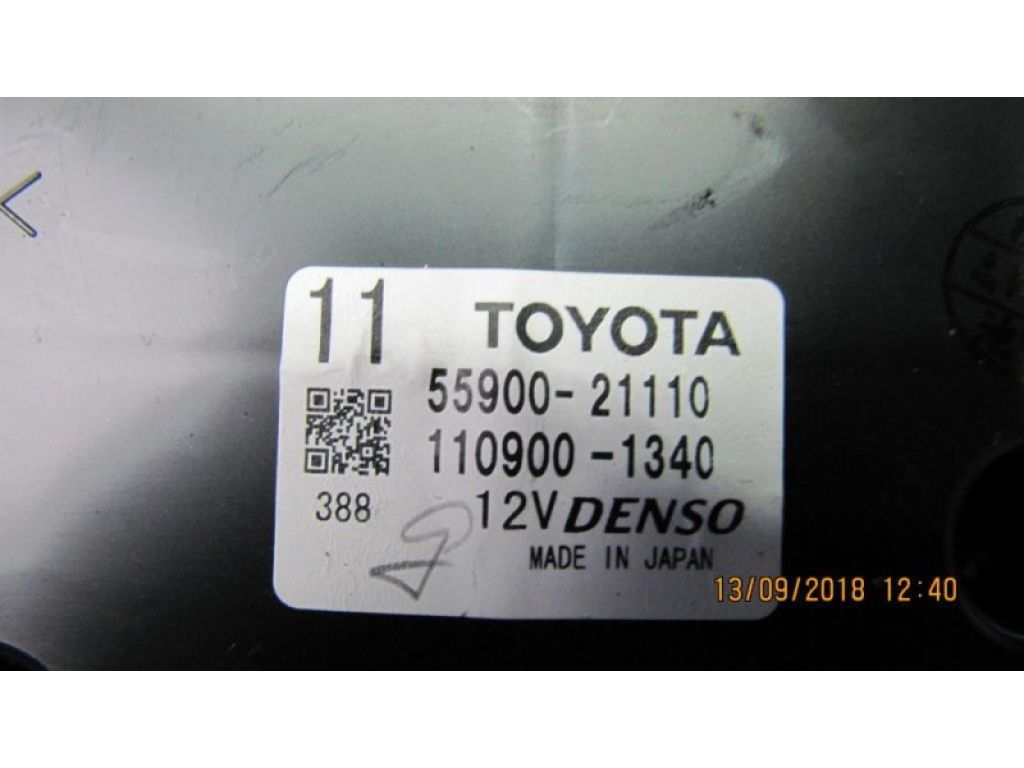 11 TOYOTA
55900-21110
110900-1340
388 12V DENSO
MADE IN JAPAN
13/09/2018 12:40